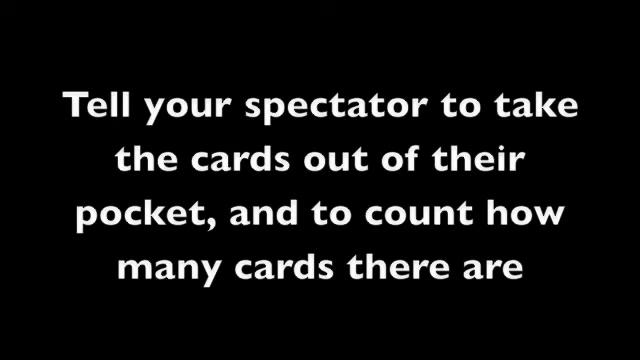 Tell your spectator to take
the cards out of their
pocket, and to count how
many cards there are